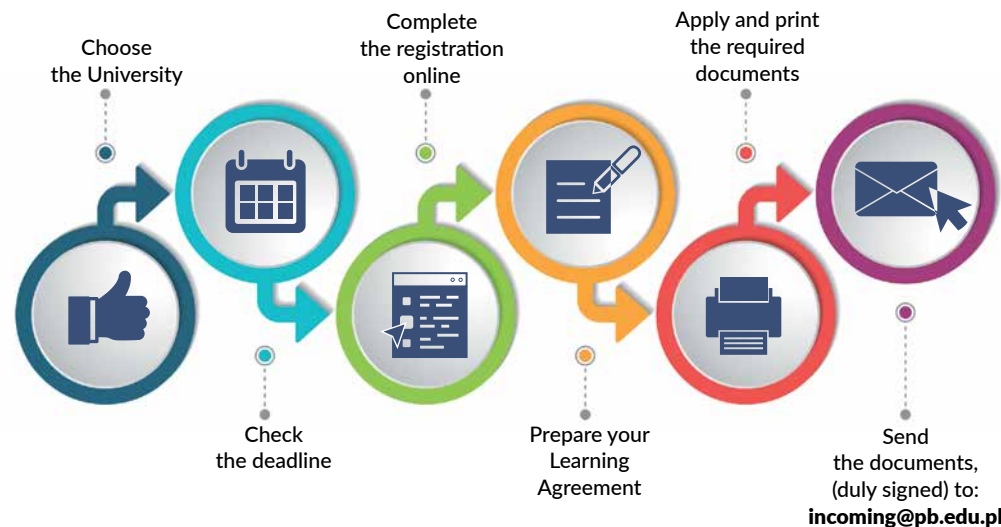 Choose
the University
Check
the deadline
Complete
the registration
online
Prepare your
Learning
Agreement
Apply and print
the required
documents
Send
the documents,
(duly signed) to:
incoming@pb.edu.pl